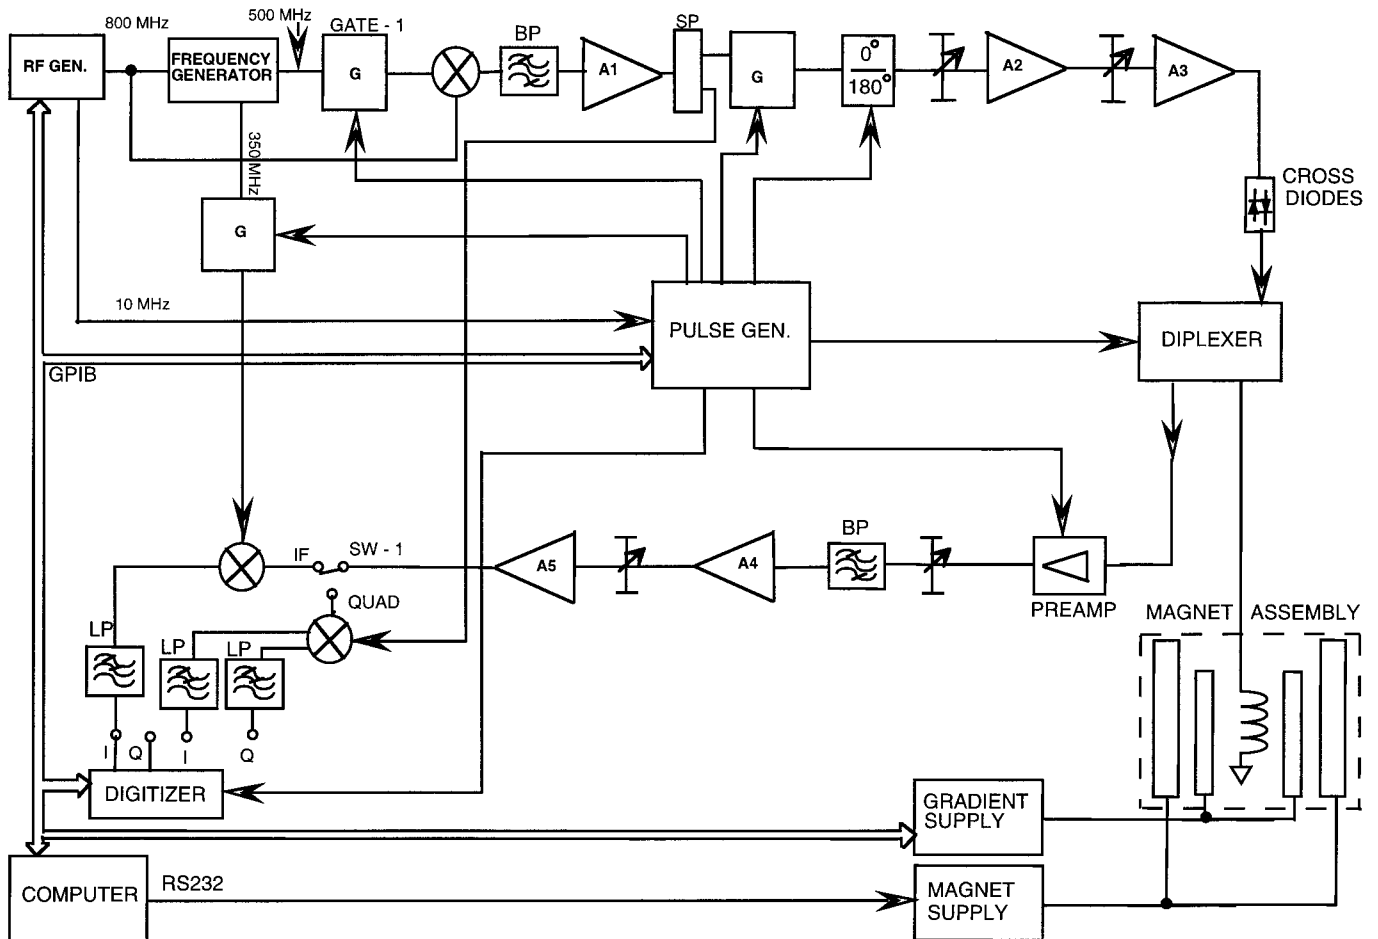 800 MHz
500 MHz
GATE - 1
SP
BP
RF GEN.
FREQUENCY
GENERATOR
G
A1
G
0°
180°
A2
A3
350 MHz
CROSS
DIODES
G
10 MHz
PULSE GEN.
DIPLEXER
GPIB
BP
IF
SW - 1
A5
A4
QUAD
PREAMP
MAGNET ASSEMBLY
LP
LP
LP
I
Q
I
Q
DIGITIZER
GRADIENT
SUPPLY
COMPUTER
RS232
MAGNET
SUPPLY